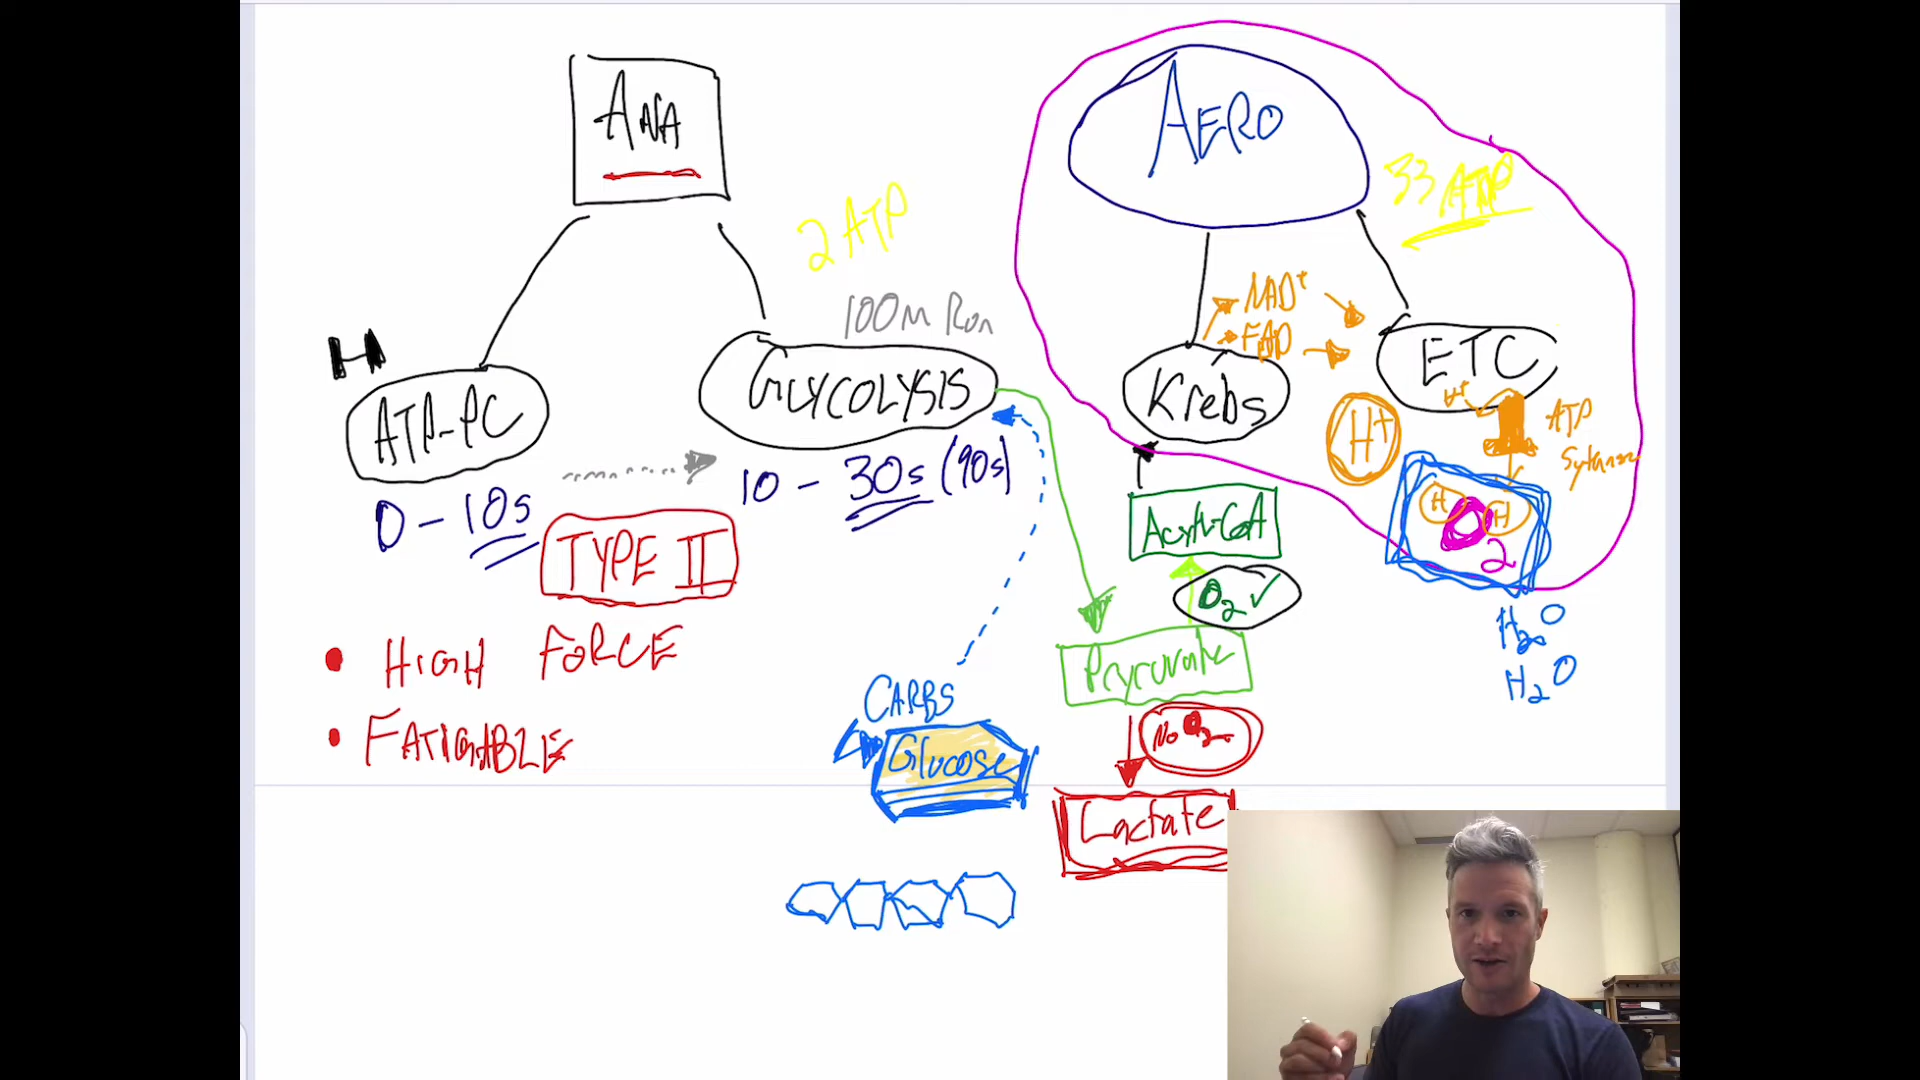 ANA
AERO
33 ATP
2 ATP
100m Run
NAD+
FAD
ATP-PC
GLYCOLYSIS
Krebs
ETC
H+
H+
ATP
0 - 10s
10 - 30s (90s)
H H
O2
TYPE II
Acetyl-CoA
O2 ✓
H2O
H2O
• HIGH FORCE
• FATIGABLE
CARBS
Glucose
No O2
Lactate